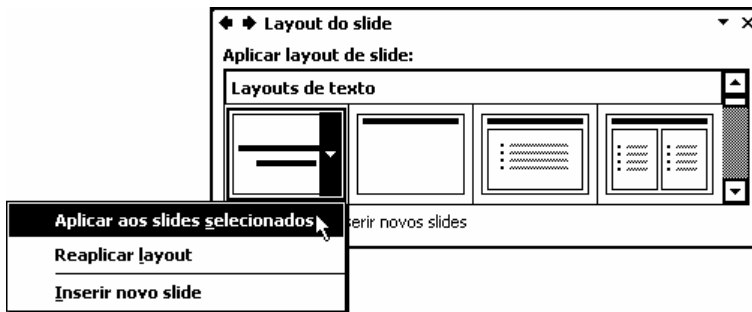 Layout do slide
Aplicar layout de slide:
Layouts de texto
Aplicar aos slides selecionados
erir novos slides
Reaplicar layout
Inserir novo slide